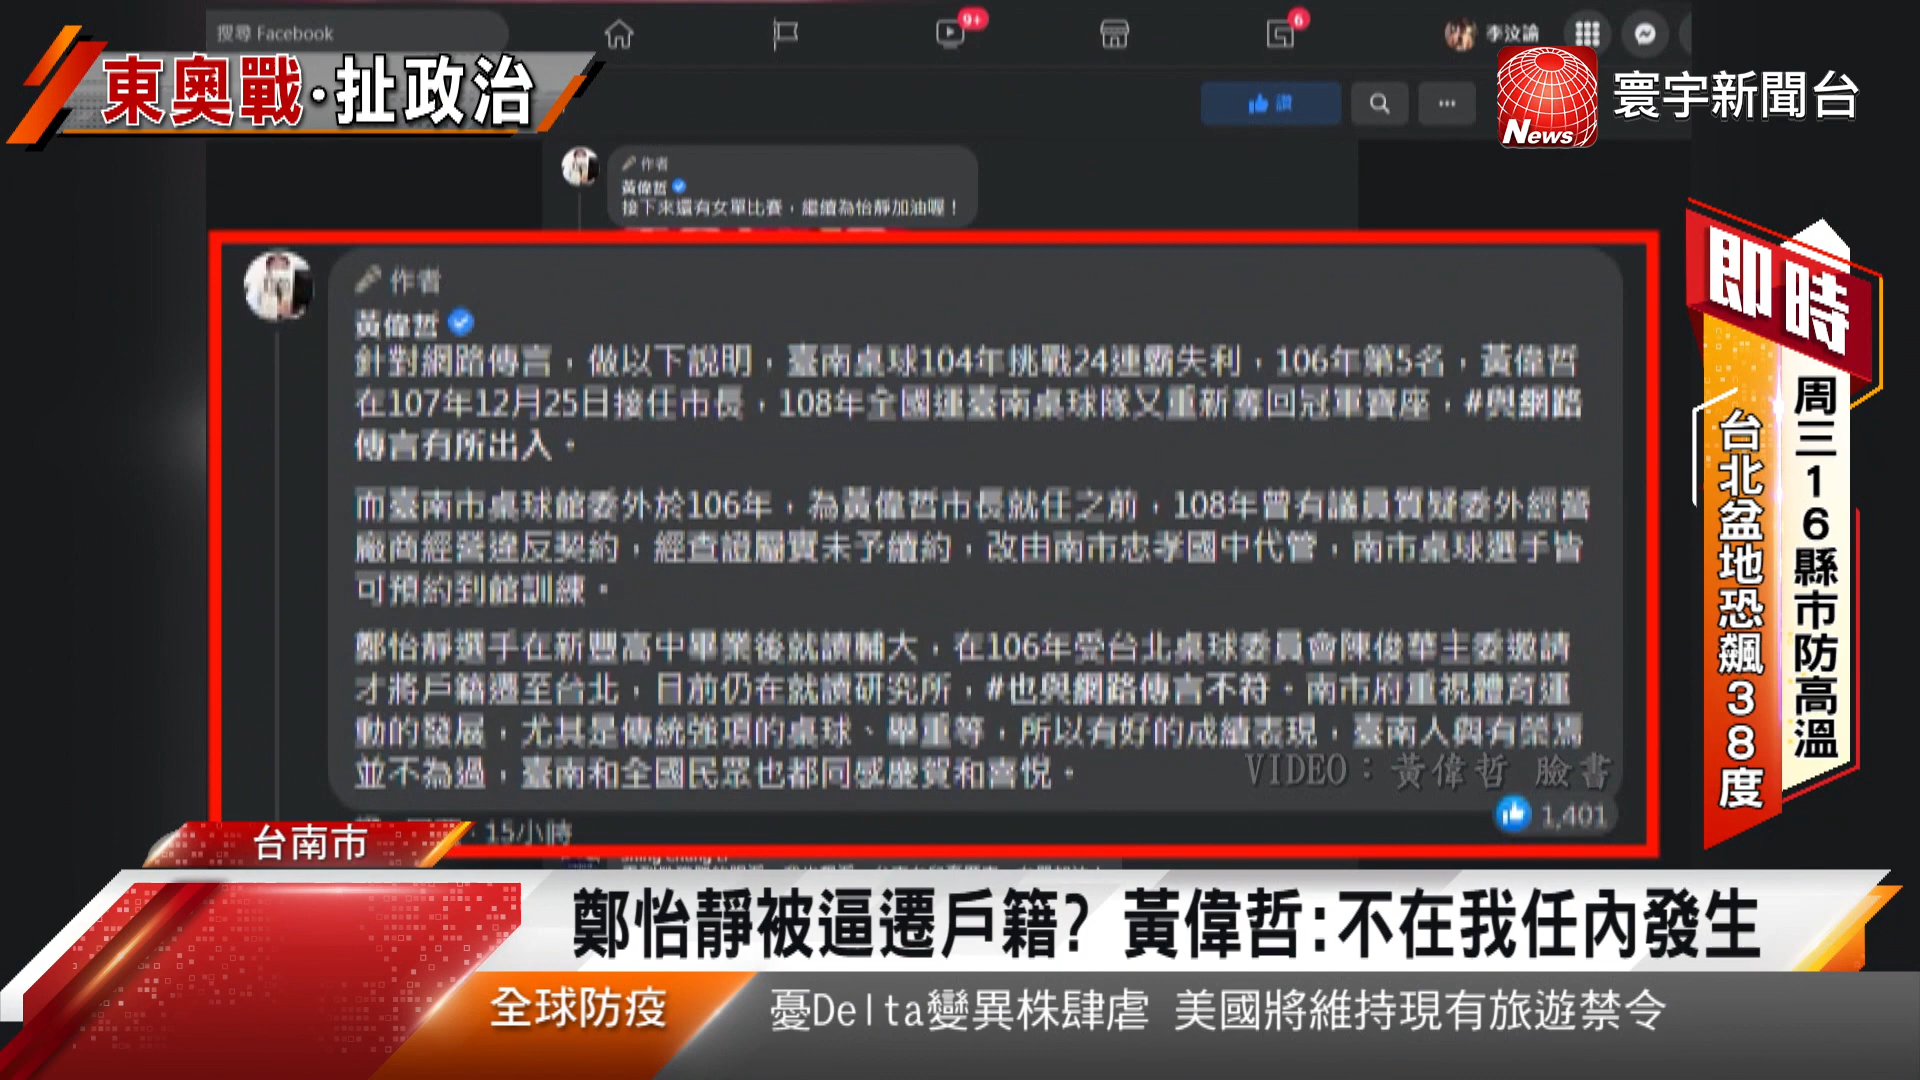 搜尋 Facebook
9+
6
李汶諭
東奧戰·扯政治
讚
News
寰宇新聞台
作者
黃偉哲
接下來還有女單比賽，繼續為怡靜加油喔！
作者
黃偉哲
針對網路傳言，做以下說明，臺南桌球104年挑戰24連霸失利，106年第5名，黃偉哲
在107年12月25日接任市長，108年全國運臺南桌球隊又重新奪回冠軍寶座，#與網路
傳言有所出入。
而臺南市桌球館委外於106年，為黃偉哲市長就任之前，108年曾有議員質疑委外經營
廠商經營違反契約，經查證屬實未予續約，改由南市忠孝國中代管，南市桌球選手皆
可預約到館訓練。
鄭怡靜選手在新豐高中畢業後就讀輔大，在106年受台北桌球委員會陳俊華主委邀請
才將戶籍遷至台北，目前仍在就讀研究所，#也與網路傳言不符。南市府重視體育運
動的發展，尤其是傳統強項的桌球、舉重等，所以有好的成績表現，臺南人與有榮焉
並不為過，臺南和全國民眾也都同感慶賀和喜悅。
VIDEO：黃偉哲 臉書
1,401
15小時
即時
周三16縣市防高溫
台北盆地恐飆38度
台南市
鄭怡靜被逼遷戶籍? 黃偉哲:不在我任內發生
全球防疫
憂Delta變異株肆虐 美國將維持現有旅遊禁令